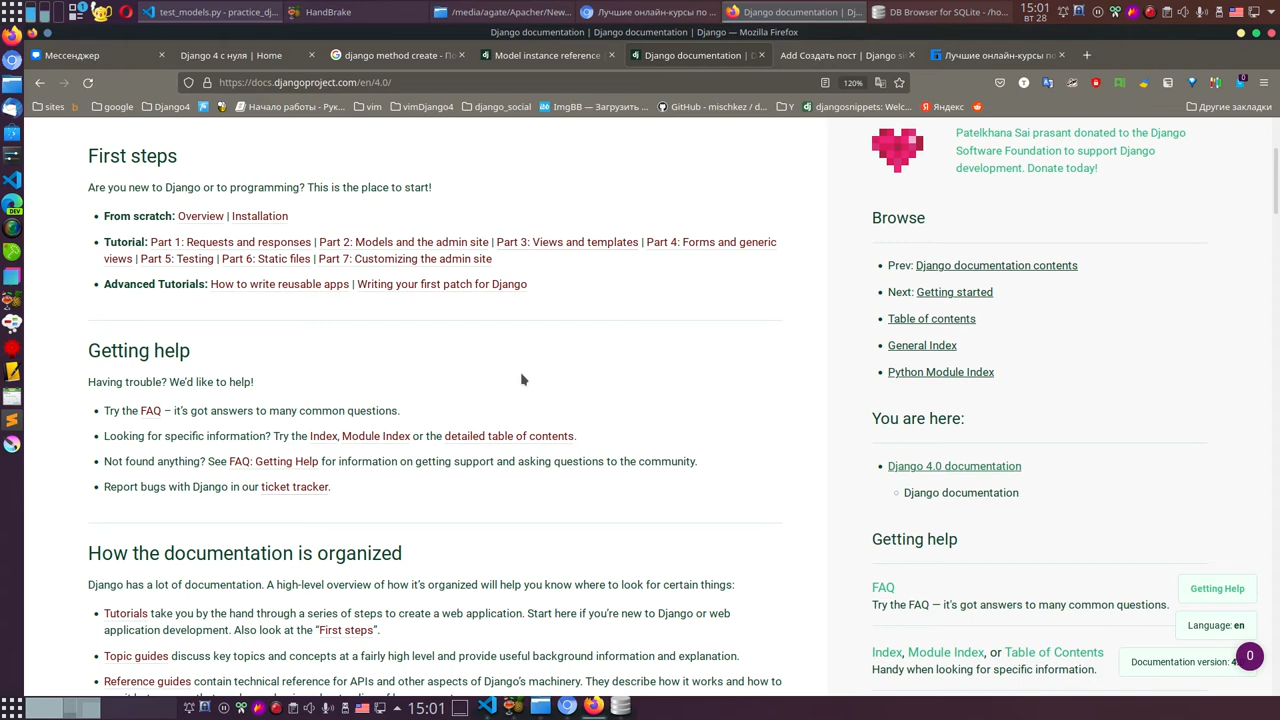 test_models.py - practice_dj...
HandBrake
/media/agate/Apacher/New...
Лучшие онлайн-курсы по ...
Django documentation | Dj...
DB Browser for SQLite - /ho...
15:01
вт 28
Django documentation | Django documentation | Django — Mozilla Firefox
Мессенджер
Django 4 с нуля | Home
django method create - По
Model instance reference
Django documentation | D
Add Создать пост | Django si
Лучшие онлайн-курсы по
https://docs.djangoproject.com/en/4.0/
120%
sites
google
Django4
Начало работы - Рук...
vim
vimDjango4
django_social
ImgBB — Загрузить ...
GitHub - mischkez/d...
Y
djangosnippets: Welc...
Яндекс
Другие закладки
First steps
Are you new to Django or to programming? This is the place to start!
• From scratch: Overview | Installation
• Tutorial: Part 1: Requests and responses | Part 2: Models and the admin site | Part 3: Views and templates | Part 4: Forms and generic
views | Part 5: Testing | Part 6: Static files | Part 7: Customizing the admin site
• Advanced Tutorials: How to write reusable apps | Writing your first patch for Django
Getting help
Having trouble? We'd like to help!
• Try the FAQ – it's got answers to many common questions.
• Looking for specific information? Try the Index, Module Index or the detailed table of contents.
• Not found anything? See FAQ: Getting Help for information on getting support and asking questions to the community.
• Report bugs with Django in our ticket tracker.
How the documentation is organized
Django has a lot of documentation. A high-level overview of how it's organized will help you know where to look for certain things:
• Tutorials take you by the hand through a series of steps to create a web application. Start here if you're new to Django or web
application development. Also look at the “First steps”.
• Topic guides discuss key topics and concepts at a fairly high level and provide useful background information and explanation.
• Reference guides contain technical reference for APIs and other aspects of Django's machinery. They describe how it works and how to
Patelkhana Sai prasant donated to the Django
Software Foundation to support Django
development. Donate today!
Browse
• Prev: Django documentation contents
• Next: Getting started
• Table of contents
• General Index
• Python Module Index
You are here:
• Django 4.0 documentation
◦ Django documentation
Getting help
FAQ
Try the FAQ — it's got answers to many common questions.
Index, Module Index, or Table of Contents
Handy when looking for specific information.
Getting Help
Language: en
Documentation version: 4
0
15:01